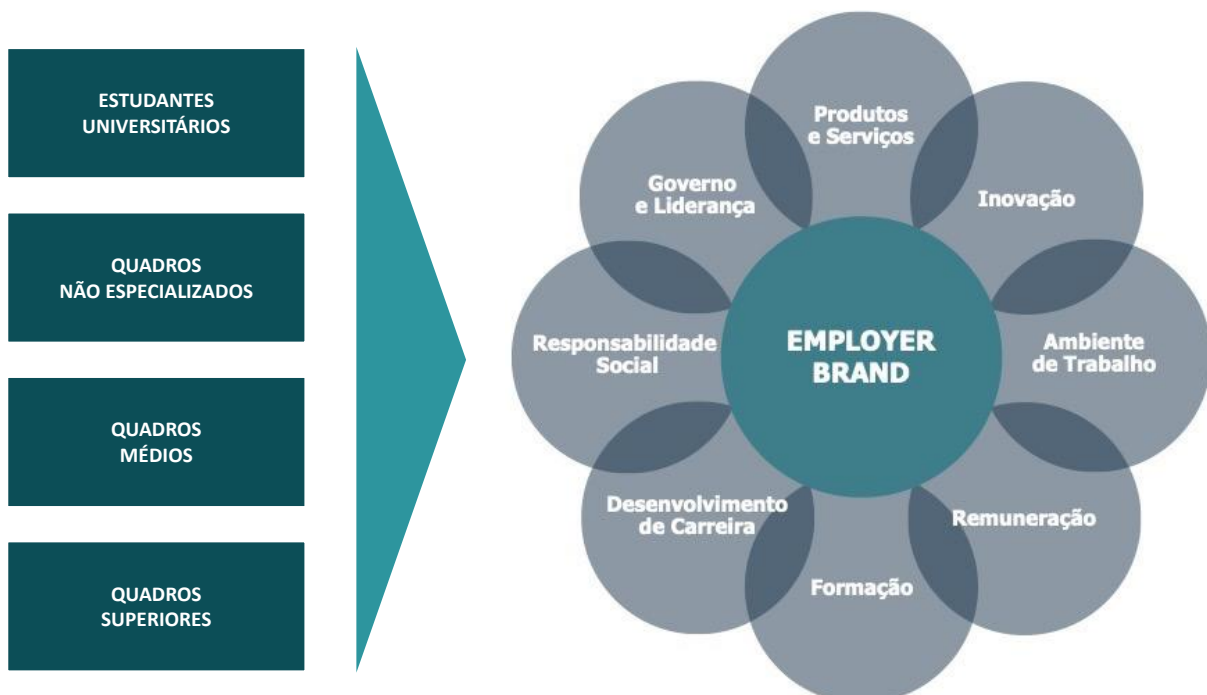 ESTUDANTES
UNIVERSITÁRIOS
QUADROS
NÃO ESPECIALIZADOS
QUADROS
MÉDIOS
QUADROS
SUPERIORES
Produtos
e Serviços
Governo
e Liderança
Inovação
Responsabilidade
Social
EMPLOYER
BRAND
Ambiente
de Trabalho
Desenvolvimento
de Carreira
Remuneração
Formação